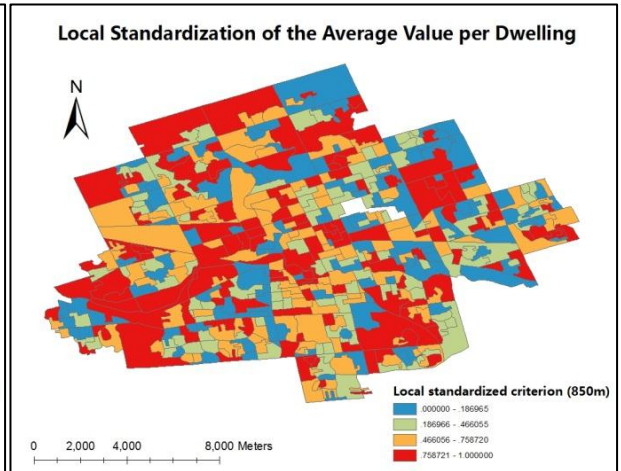 Local Standardization of the Average Value per Dwelling
N
Local standardized criterion (850m)
.000000 - .186965
.186966 - .466055
.466056 - .758720
.758721 - 1.000000
0 2,000 4,000 8,000 Meters